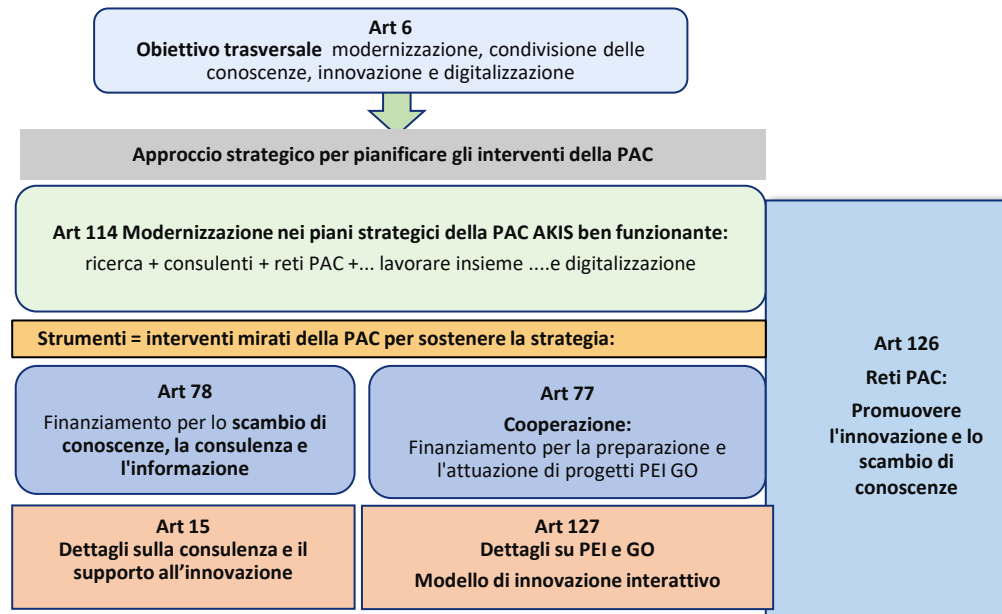 Art 6
Obiettivo trasversale modernizzazione, condivisione delle
conoscenze, innovazione e digitalizzazione
Approccio strategico per pianificare gli interventi della PAC
Art 114 Modernizzazione nei piani strategici della PAC AKIS ben funzionante:
ricerca + consulenti + reti PAC +... lavorare insieme ....e digitalizzazione
Strumenti = interventi mirati della PAC per sostenere la strategia:
Art 78
Finanziamento per lo scambio di
conoscenze, la consulenza e
l'informazione
Art 77
Cooperazione:
Finanziamento per la preparazione e
l'attuazione di progetti PEI GO
Art 15
Dettagli sulla consulenza e il
supporto all’innovazione
Art 127
Dettagli su PEI e GO
Modello di innovazione interattivo
Art 126
Reti PAC:
Promuovere
l'innovazione e lo
scambio di
conoscenze